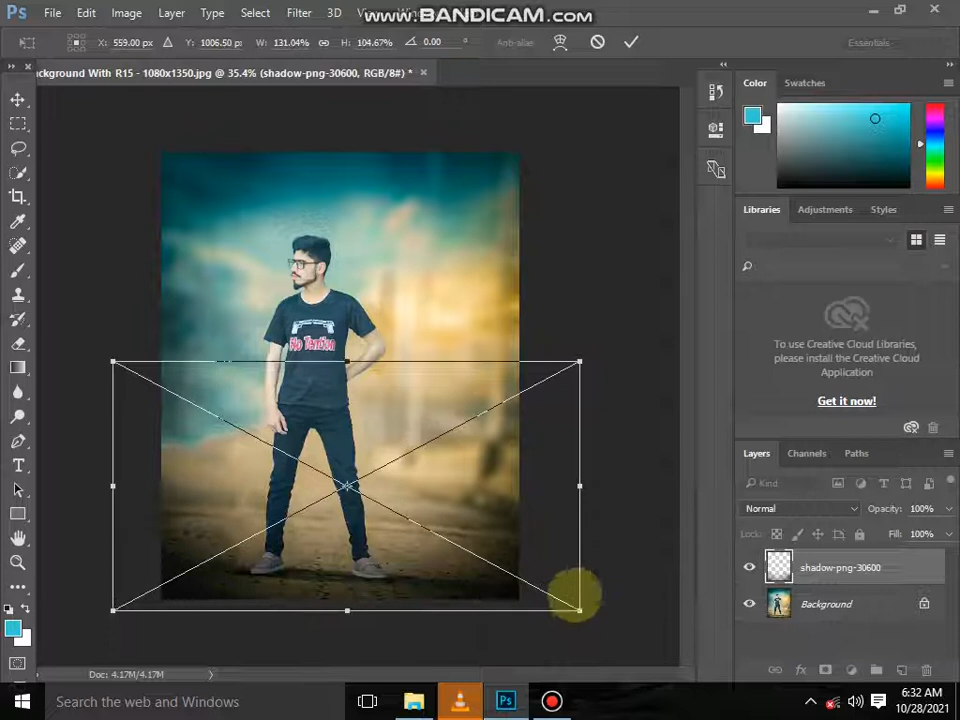 Ps File Edit Image Layer Type Select Filter 3D
www.BANDICAM.com
X: 559.00 px Y: 1006.50 p: W: 131.04% H: 104.67% 0.00 ° Anti-alias Essentials
ckground With R15 - 1080x1350.jpg @ 35.4% (shadow-png-30600, RGB/8#) * ×
Color Swatches
Libraries Adjustments Styles
No Tention
To use Creative Cloud Libraries,
please install the Creative Cloud
Application
Get it now!
Layers Channels Paths
Kind
Normal Opacity: 100%
Lock: Fill: 100%
shadow-png-30600
Background
Doc: 4.17M/4.17M
Search the web and Windows
Ps
6:32 AM
10/28/2021